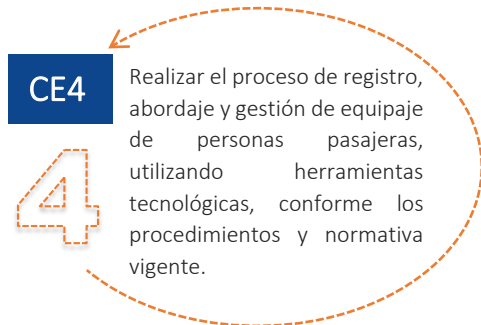 CE4
4
Realizar el proceso de registro,
abordaje y gestión de equipaje
de personas pasajeras,
utilizando herramientas
tecnológicas, conforme los
procedimientos y normativa
vigente.